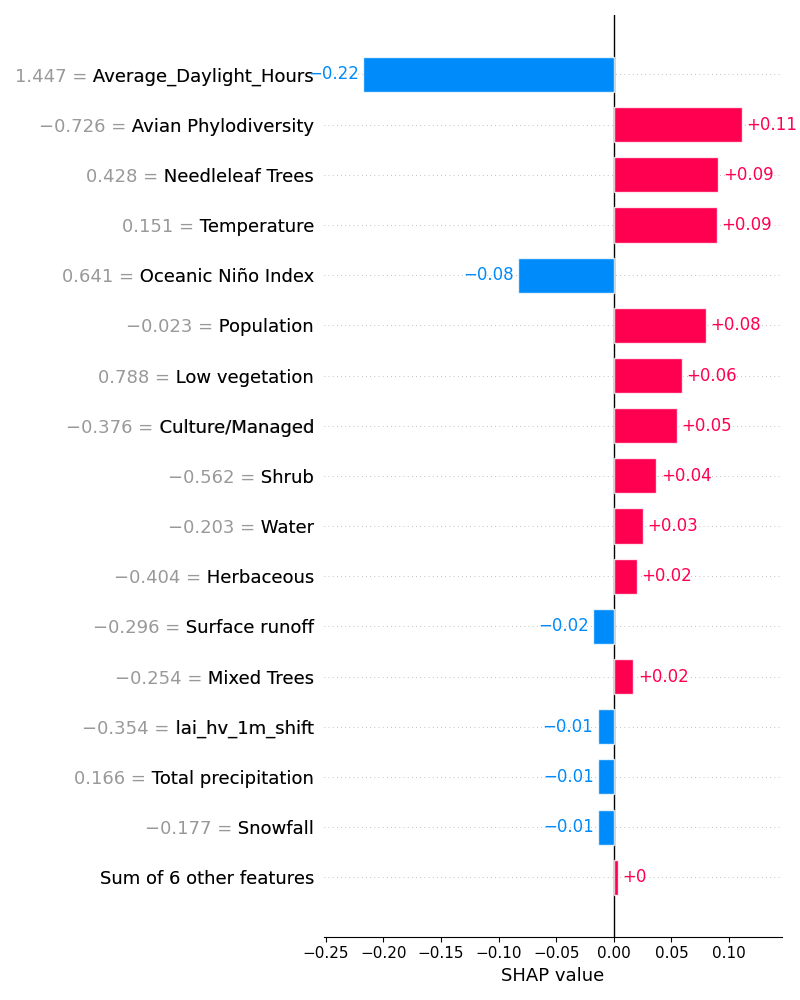 1.447 = Average_Daylight_Hours −0.22
−0.726 = Avian Phylodiversity +0.11
0.428 = Needleleaf Trees +0.09
0.151 = Temperature +0.09
0.641 = Oceanic Niño Index −0.08
−0.023 = Population +0.08
0.788 = Low vegetation +0.06
−0.376 = Culture/Managed +0.05
−0.562 = Shrub +0.04
−0.203 = Water +0.03
−0.404 = Herbaceous +0.02
−0.296 = Surface runoff −0.02
−0.254 = Mixed Trees +0.02
−0.354 = lai_hv_1m_shift −0.01
0.166 = Total precipitation −0.01
−0.177 = Snowfall −0.01
Sum of 6 other features +0
−0.25 −0.20 −0.15 −0.10 −0.05 0.00 0.05 0.10
SHAP value